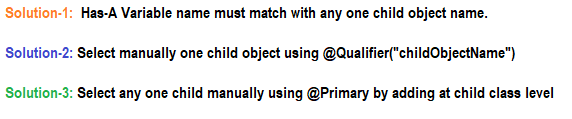 Solution-1: Has-A Variable name must match with any one child object name.
Solution-2: Select manually one child object using @Qualifier("childObjectName")
Solution-3: Select any one child manually using @Primary by adding at child class level